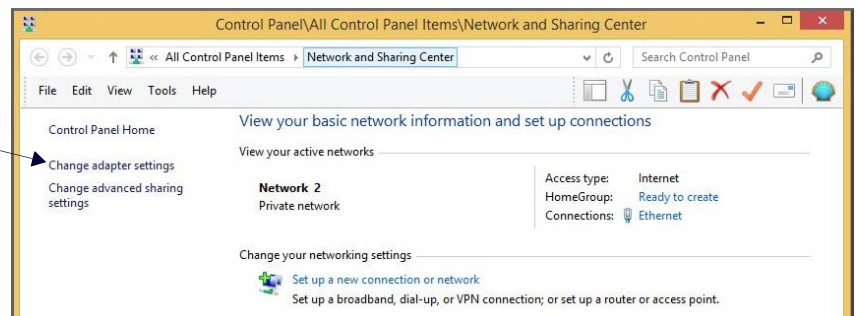 Control Panel\All Control Panel Items\Network and Sharing Center
« All Control Panel Items ▸ Network and Sharing Center
Search Control Panel
File Edit View Tools Help
Control Panel Home
Change adapter settings
Change advanced sharing
settings
View your basic network information and set up connections
View your active networks
Network 2
Private network
Access type: Internet
HomeGroup: Ready to create
Connections: Ethernet
Change your networking settings
Set up a new connection or network
Set up a broadband, dial-up, or VPN connection; or set up a router or access point.